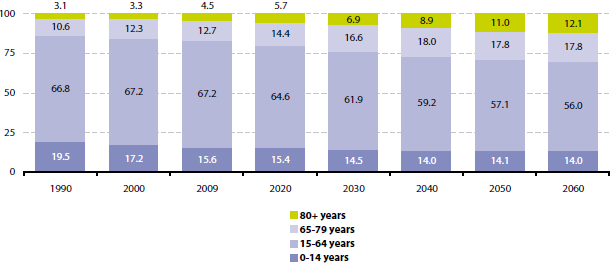 3.1 3.3 4.5 5.7
100 6.9 8.9 11.0 12.1
10.6 12.3 12.7 14.4 16.6 18.0 17.8 17.8
75
66.8 67.2 67.2 64.6 61.9 59.2 57.1 56.0
50
25
19.5 17.2 15.6 15.4 14.5 14.0 14.1 14.0
0
1990 2000 2009 2020 2030 2040 2050 2060
80+ years
65-79 years
15-64 years
0-14 years